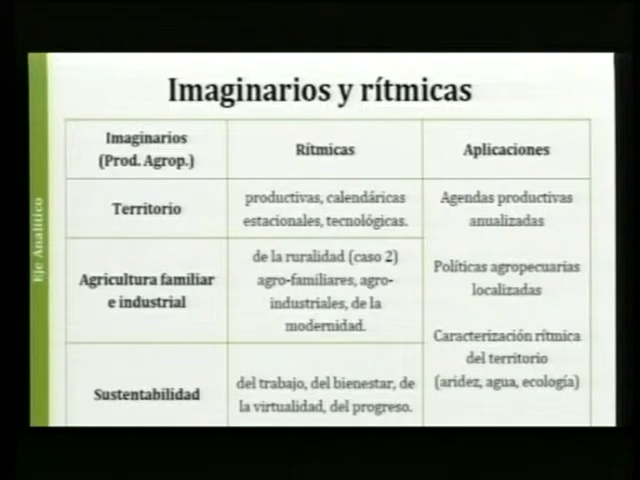 Imaginarios y rítmicas
Eje Analítico
Imaginarios
(Prod. Agrop.)
Rítmicas
Aplicaciones
Territorio
productivas, calendáricas
estacionales, tecnológicas.
Agricultura familiar
e industrial
de la ruralidad (caso 2)
agro-familiares, agro-
industriales, de la
modernidad.
Sustentabilidad
del trabajo, del bienestar, de
la virtualidad, del progreso.
Agendas productivas
anualizadas
Políticas agropecuarias
localizadas
Caracterización rítmica
del territorio
(aridez, agua, ecología)